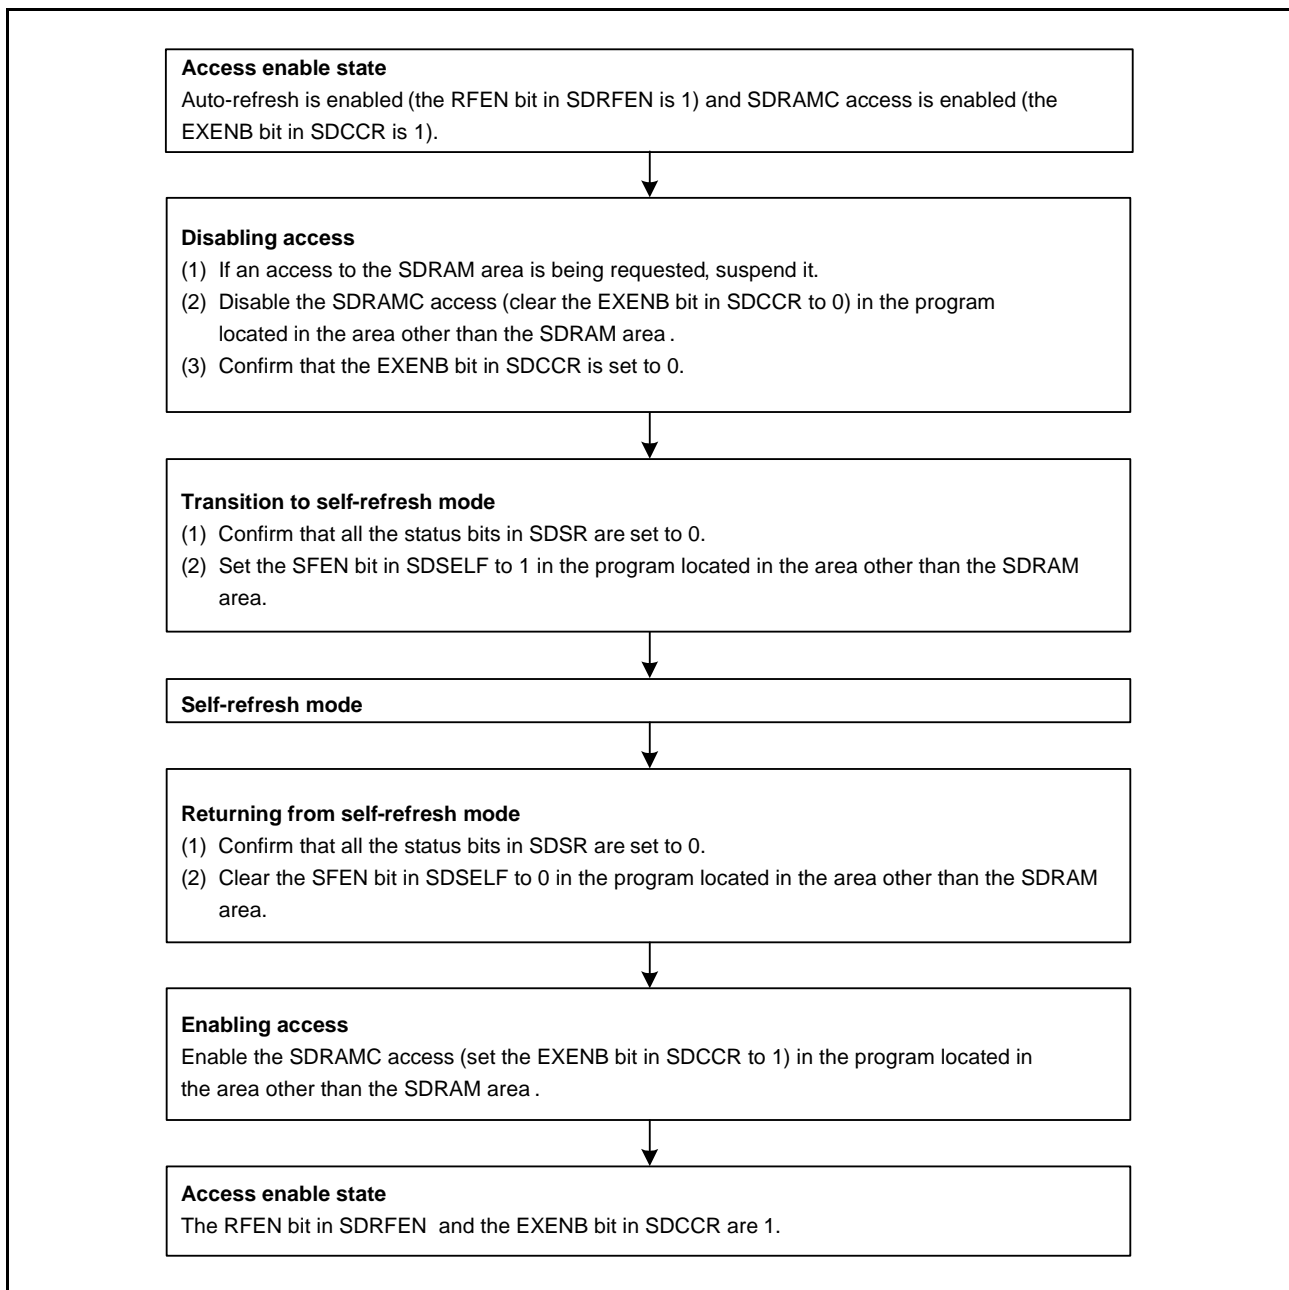 Access enable state
Auto-refresh is enabled (the RFEN bit in SDRFEN is 1) and SDRAMC access is enabled (the
EXENB bit in SDCCR is 1).
Disabling access
(1) If an access to the SDRAM area is being requested, suspend it.
(2) Disable the SDRAMC access (clear the EXENB bit in SDCCR to 0) in the program
located in the area other than the SDRAM area.
(3) Confirm that the EXENB bit in SDCCR is set to 0.
Transition to self-refresh mode
(1) Confirm that all the status bits in SDSR are set to 0.
(2) Set the SFEN bit in SDSELF to 1 in the program located in the area other than the SDRAM
area.
Self-refresh mode
Returning from self-refresh mode
(1) Confirm that all the status bits in SDSR are set to 0.
(2) Clear the SFEN bit in SDSELF to 0 in the program located in the area other than the SDRAM
area.
Enabling access
Enable the SDRAMC access (set the EXENB bit in SDCCR to 1) in the program located in
the area other than the SDRAM area.
Access enable state
The RFEN bit in SDRFEN and the EXENB bit in SDCCR are 1.